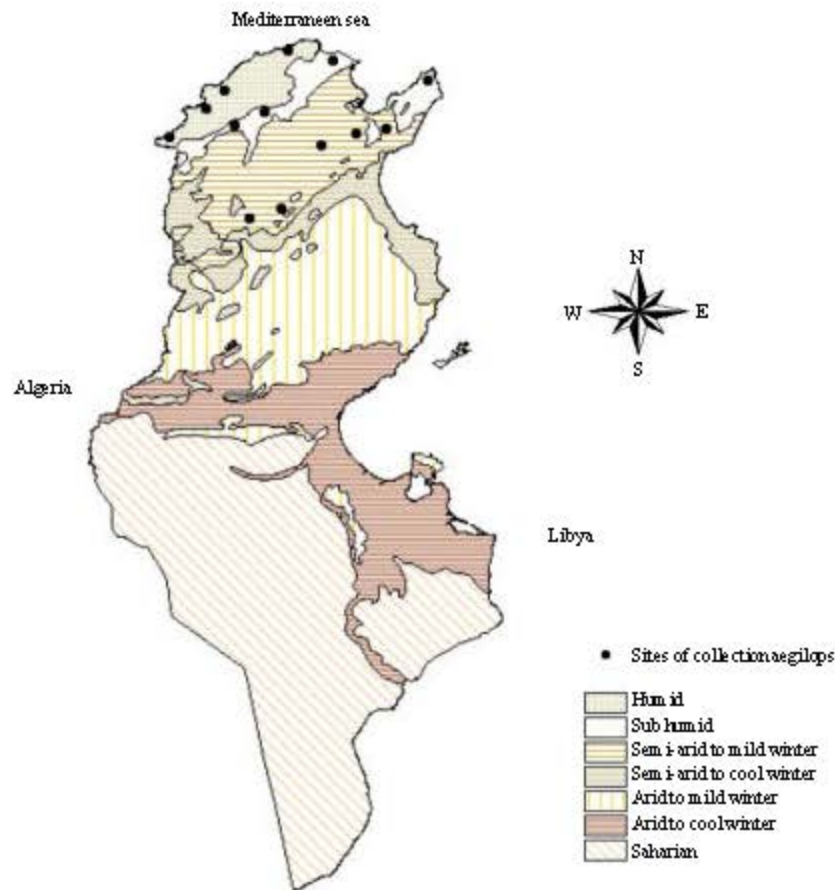 Mediterraneen sea
N
W
E
S
Algeria
Libya
Sites of collection aegilops
Humid
Sub humid
Semi-arid to mild winter
Semi-arid to cool winter
Arid to mild winter
Arid to cool winter
Saharian